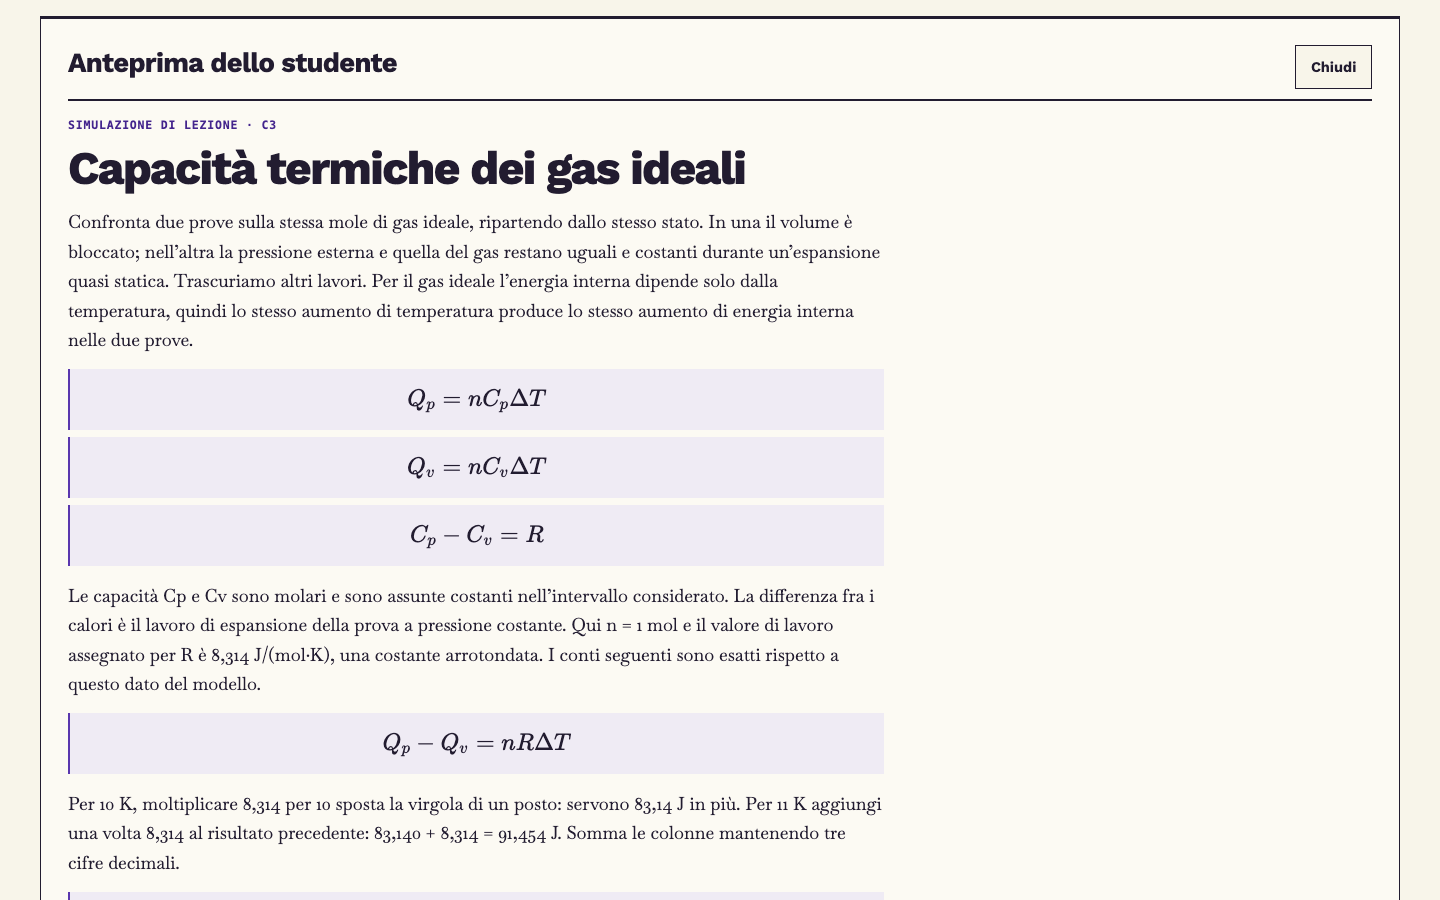 Anteprima dello studente
Chiudi
SIMULAZIONE DI LEZIONE · C3
Capacità termiche dei gas ideali
Confronta due prove sulla stessa mole di gas ideale, ripartendo dallo stesso stato. In una il volume è
bloccato; nell’altra la pressione esterna e quella del gas restano uguali e costanti durante un’espansione
quasi statica. Trascuriamo altri lavori. Per il gas ideale l’energia interna dipende solo dalla
temperatura, quindi lo stesso aumento di temperatura produce lo stesso aumento di energia interna
nelle due prove.
Q_p = nC_pΔT
Q_v = nC_vΔT
C_p − C_v = R
Le capacità Cp e Cv sono molari e sono assunte costanti nell’intervallo considerato. La differenza fra i
calori è il lavoro di espansione della prova a pressione costante. Qui n = 1 mol e il valore di lavoro
assegnato per R è 8,314 J/(mol·K), una costante arrotondata. I conti seguenti sono esatti rispetto a
questo dato del modello.
Q_p − Q_v = nRΔT
Per 10 K, moltiplicare 8,314 per 10 sposta la virgola di un posto: servono 83,14 J in più. Per 11 K aggiungi
una volta 8,314 al risultato precedente: 83,140 + 8,314 = 91,454 J. Somma le colonne mantenendo tre
cifre decimali.